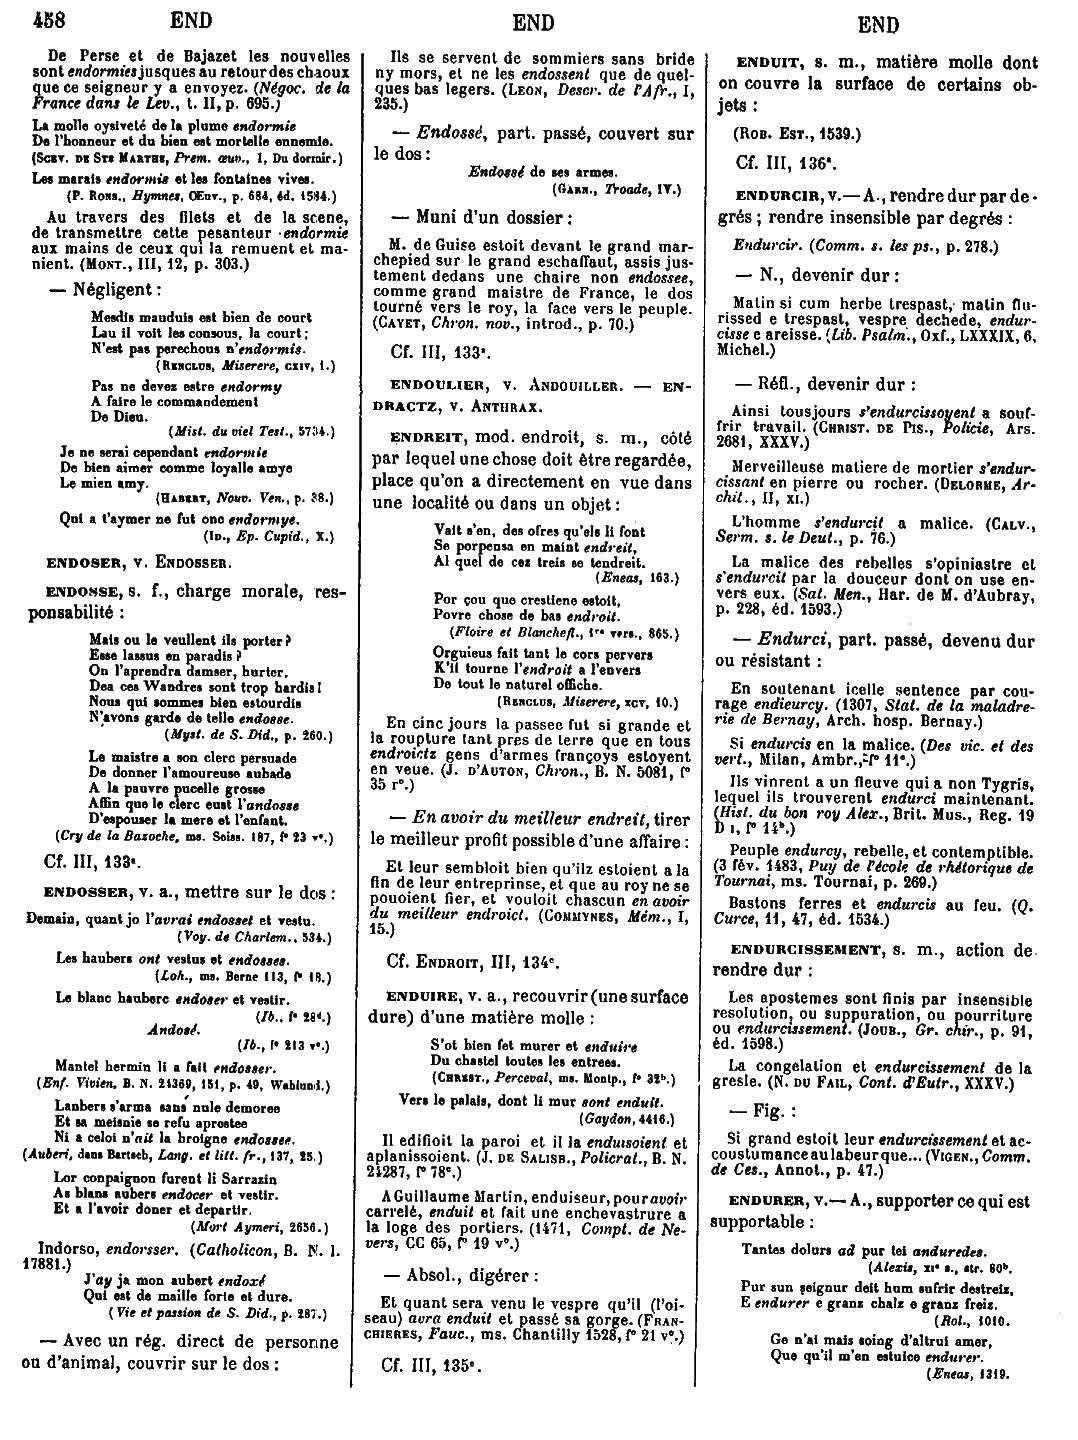 458 END END END
De Perse et de Bajazet les nouvelles
sont endormies jusques au retour des chaoux
que ce seigneur y a envoyez. (Négoc. de la
France dans le Lev., t. II, p. 695.)
La molle oysiveté de la plume endormie
De l'honneur et du bien est mortelle ennemie.
(Scev. de Ste Marthe, Prem. œuv., I, Du dormir.)
Les marais endormis et les fontaines vives.
(P. Rons., Hymnes, Œuv., p. 684, éd. 1584.)
Au travers des filets et de la scene,
de transmettre cette pesanteur endormie
aux mains de ceux qui la remuent et ma-
nient. (Mont., III, 12, p. 303.)
— Négligent :
Mesdis mauduis est bien de court
Lau il voit les consous, la court ;
N'est pas perechous n'endormis.
(Renclus, Miserere, cxiv, 1.)
Pas ne devez estre endormy
A faire le commandement
De Dieu.
(Mist. du viel Test., 5734.)
Je ne serai cependant endormie
De bien aimer comme loyalle amye
Le mien amy.
(Habert, Nouv. Ven., p. 38.)
Qui a t'aymer ne fut onc endormye.
(Id., Ep. Cupid., X.)
ENDOSER, v. Endosser.
ENDOSSE, s. f., charge morale, res-
ponsabilité :
Mais ou le veullent ils porter ?
Esse lassus en paradis ?
On l'aprendra damser, hurter.
Dea ces Wandres sont trop hardis !
Nous qui sommes bien estourdis
N'avons garde de telle endosse.
(Myst. de S. Did., p. 260.)
Le maistre a son clerc persuade
De donner l'amoureuse aubade
A la pauvre pucelle grosse
Affin que le clerc eust l'andosse
D'espouser la mere et l'enfant.
(Cry de la Bazoche, ms. Soiss. 187, f° 23 v°.)
Cf. III, 133ª.
ENDOSSER, v. a., mettre sur le dos :
Demain, quant jo l'avrai endosset et vestu.
(Voy. de Charlem., 534.)
Les haubers ont vestus et endosses.
(Loh., ms. Berne 113, f° 18.)
Le blanc hauberc endoser et vestir.
(Ib., f° 28ᵈ.)
Andosé.
(Ib., f° 213 v°.)
Mantel hermin li a fait endosser.
(Enf. Vivien, B. N. 24369, 151, p. 49, Wahlund.)
Lanbers s'arma sans nule demoree
Et sa meisnie se refu aprostee
Ni a celoi n'ait la broigne endossee.
(Auberi, dans Bartsch, Lang. et litt. fr., 137, 25.)
Lor conpaignon furent li Sarrazin
As blans aubers endocer et vestir.
Et a l'avoir doner et departir.
(Mort Aymeri, 2636.)
Indorso, endorsser. (Catholicon, B. N. l.
17881.)
J'ay ja mon aubert endoxé
Qui est de maille forte et dure.
(Vie et passion de S. Did., p. 287.)
— Avec un rég. direct de personne
ou d'animal, couvrir sur le dos :
Ils se servent de sommiers sans bride
ny mors, et ne les endossent que de quel-
ques bas legers. (Leon, Descr. de l'Afr., I,
235.)
— Endossé, part. passé, couvert sur
le dos :
Endossé de ses armes.
(Garn., Troade, IV.)
— Muni d'un dossier :
M. de Guise estoit devant le grand mar-
chepied sur le grand eschaffaut, assis jus-
tement dedans une chaire non endossee,
comme grand maistre de France, le dos
tourné vers le roy, la face vers le peuple.
(Cayet, Chron. nov., introd., p. 70.)
Cf. III, 133ª.
ENDOULIER, v. Andouiller. — EN-
DRACTZ, v. Anthrax.
ENDREIT, mod. endroit, s. m., côté
par lequel une chose doit être regardée,
place qu'on a directement en vue dans
une localité ou dans un objet :
Vait s'en, des ofres qu'els li font
Se porpensa en maint endreit,
Al quel de cez treis se tendreit.
(Eneas, 163.)
Por çou que crestiene estoit,
Povre chose de bas endroit.
(Floire et Blanchefl., 1ʳᵉ vers., 865.)
Orguieus fait tant le cors pervers
K'il tourne l'endroit a l'envers
De tout le naturel offiche.
(Renclus, Miserere, xcv, 10.)
En cinc jours la passee fut si grande et
la roupture tant pres de terre que en tous
endroictz gens d'armes françoys estoyent
en veue. (J. d'Auton, Chron., B. N. 5081, f°
35 r°.)
— En avoir du meilleur endreit, tirer
le meilleur profit possible d'une affaire :
Et leur sembloit bien qu'ilz estoient a la
fin de leur entreprinse, et que au roy ne se
pouoient fier, et vouloit chascun en avoir
du meilleur endroict. (Commynes, Mém., I,
15.)
Cf. Endroit, III, 134ᶜ.
ENDUIRE, v. a., recouvrir (une surface
dure) d'une matière molle :
S'ot bien fet murer et enduire
Du chastel toutes les entrees.
(Chrest., Perceval, ms. Montp., f° 32ᵇ.)
Vers le palais, dont li mur sont enduit.
(Gaydon, 4416.)
Il edifioit la paroi et il la enduisoient et
aplanissoient. (J. de Salisb., Policrat., B. N.
24287, f° 78ᶜ.)
A Guillaume Martin, enduiseur, pour avoir
carrelé, enduit et fait une enchevastrure a
la loge des portiers. (1471, Compt. de Ne-
vers, CC 65, f° 19 v°.)
— Absol., digérer :
Et quant sera venu le vespre qu'il (l'oi-
seau) avra enduit et passé sa gorge. (Fran-
chieres, Fauc., ms. Chantilly 1528, f° 21 v°.)
Cf. III, 135ª.
ENDUIT, s. m., matière molle dont
on couvre la surface de certains ob-
jets :
(Rob. Est., 1539.)
Cf. III, 136ª.
ENDURCIR, v. — A., rendre dur par de-
grés ; rendre insensible par degrés :
Endurcir. (Comm. s. les ps., p. 278.)
— N., devenir dur :
Matin si cum herbe trespast, matin flu-
rissed e trespast, vespre dechede, endur-
cisse e areisse. (Lib. Psalm., Oxf., LXXXIX, 6,
Michel.)
— Réfl., devenir dur :
Ainsi tousjours s'endurcissoyent a souf-
frir travail. (Christ. de Pis., Policie, Ars.
2681, XXXV.)
Merveilleuse matiere de mortier s'endur-
cissant en pierre ou rocher. (Delorme, Ar-
chit., II, xi.)
L'homme s'endurcit a malice. (Calv.,
Serm. s. le Deut., p. 76.)
La malice des rebelles s'opiniastre et
s'endurcit par la douceur dont on use en-
vers eux. (Sat. Men., Har. de M. d'Aubray,
p. 228, éd. 1593.)
— Endurci, part. passé, devenu dur
ou résistant :
En soutenant icelle sentence par cou-
rage endieurcy. (1307, Stat. de la maladre-
rie de Bernay, Arch. hosp. Bernay.)
Si endurcis en la malice. (Des vic. et des
vert., Milan, Ambr., f° 11ᵉ.)
Ils vinrent a un fleuve qui a non Tygris,
lequel ils trouverent endurci maintenant.
(Hist. du bon roy Alex., Brit. Mus., Reg. 19
D i, f° 14ᵇ.)
Peuple endurcy, rebelle, et contemptible.
(3 fév. 1483, Puy de l'école de rhétorique de
Tournai, ms. Tournai, p. 269.)
Bastons ferres et endurcis au feu. (Q.
Curce, 11, 47, éd. 1534.)
ENDURCISSEMENT, s. m., action de
rendre dur :
Les apostemes sont finis par insensible
resolution, ou suppuration, ou pourriture
ou endurcissement. (Joub., Gr. chir., p. 91,
éd. 1598.)
La congelation et endurcissement de la
gresle. (N. du Fail, Cont. d'Eutr., XXXV.)
— Fig. :
Si grand estoit leur endurcissement et ac-
coustumance au labeur que... (Vigen., Comm.
de Ces., Annot., p. 47.)
ENDURER, v. — A., supporter ce qui est
supportable :
Tantes dolurs ad pur tei anduredes.
(Alexis, xiᵉ s., str. 80ᵇ.
Pur sun seignur deit hum sufrir destreiz,
E endurer e granz chalz e granz freiz.
(Rol., 1010.
Ge n'ai mais soing d'altrui amer,
Que qu'il m'en estuice endurer.
(Eneas, 1319.